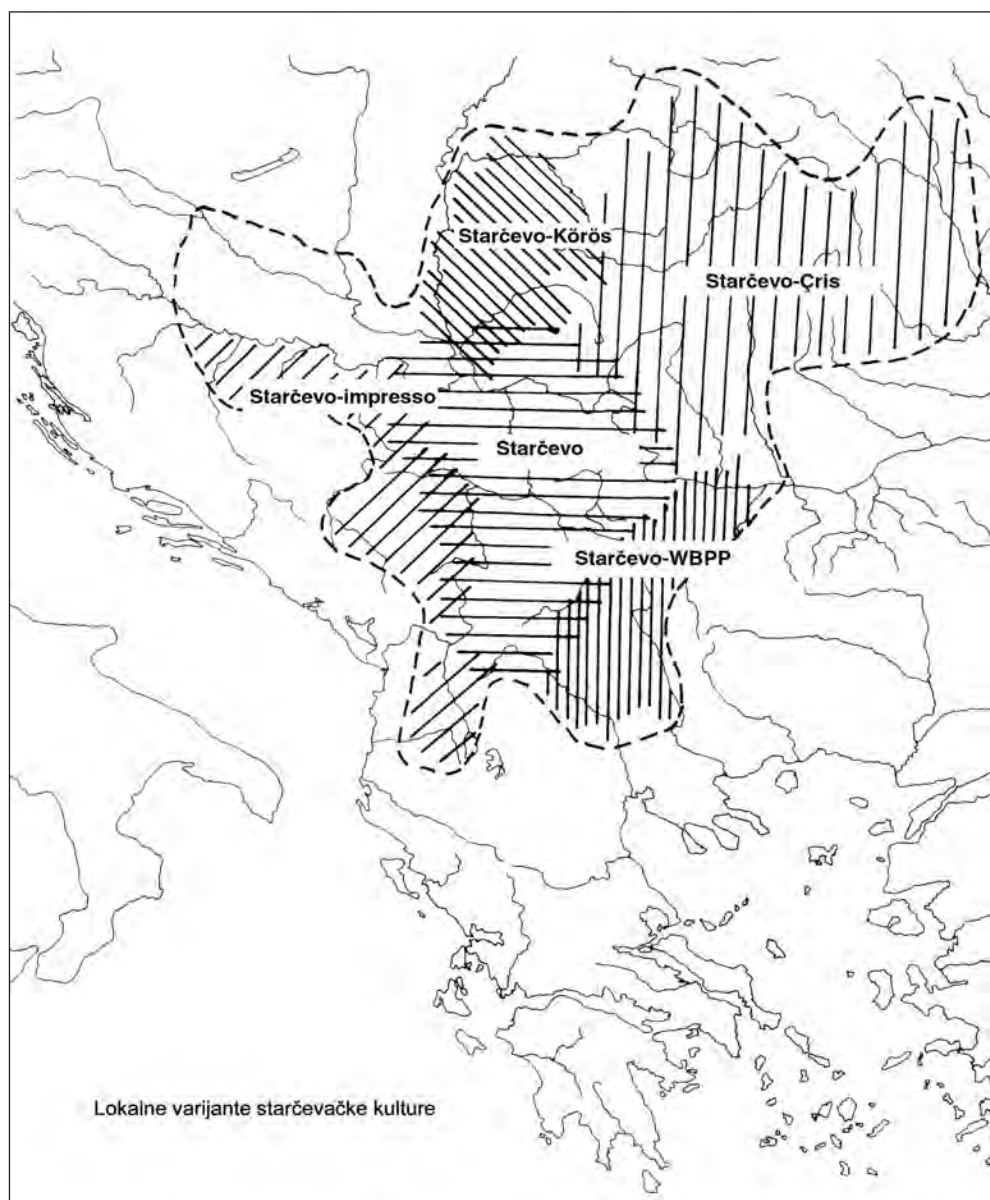 Starčevo-Körös
Starčevo-Çris
Starčevo-impresso
Starčevo
Starčevo-WBPP
Lokalne varijante starčevačke kulture